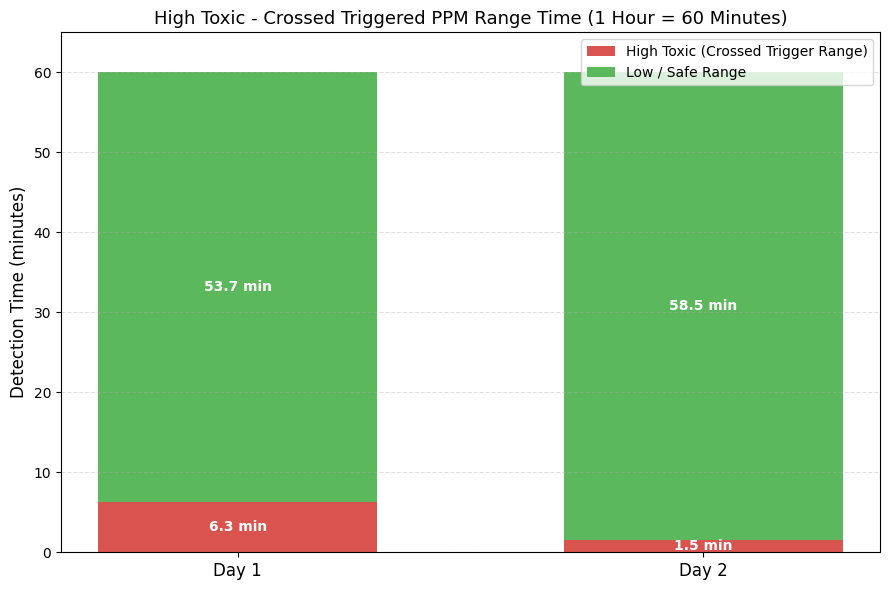 High Toxic - Crossed Triggered PPM Range Time (1 Hour = 60 Minutes)
High Toxic (Crossed Trigger Range)
Low / Safe Range
Detection Time (minutes)
60
50
40
30
20
10
0
53.7 min
58.5 min
6.3 min
1.5 min
Day 1
Day 2